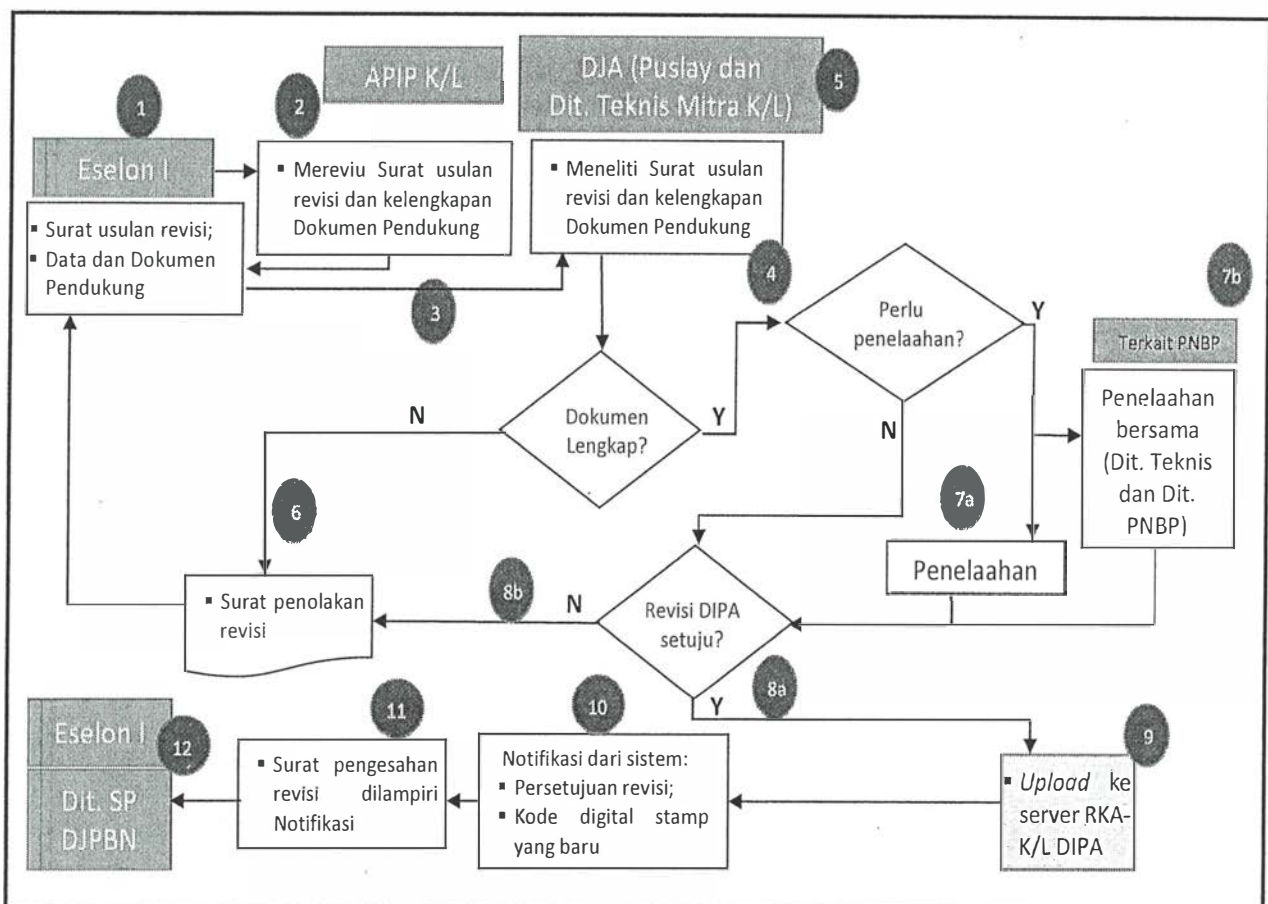 1
Eselon I
▪ Surat usulan revisi;
▪ Data dan Dokumen
Pendukung
2
APIP K/L
▪ Mereviu Surat usulan
revisi dan kelengkapan
Dokumen Pendukung
3
DJA (Puslay dan
Dit. Teknis Mitra K/L)
5
▪ Meneliti Surat usulan
revisi dan kelengkapan
Dokumen Pendukung
4
Dokumen
Lengkap?
N
Y
Perlu
penelaahan?
Y
N
7b
Terkait PNBP
Penelaahan
bersama
(Dit. Teknis
dan Dit.
PNBP)
7a
Penelaahan
6
▪ Surat penolakan
revisi
8b
N
Revisi DIPA
setuju?
Y
8a
9
▪ Upload ke
server RKA-
K/L DIPA
10
Notifikasi dari sistem:
▪ Persetujuan revisi;
▪ Kode digital stamp
yang baru
11
▪ Surat pengesahan
revisi dilampiri
Notifikasi
12
Eselon I
Dit. SP
DJPBN